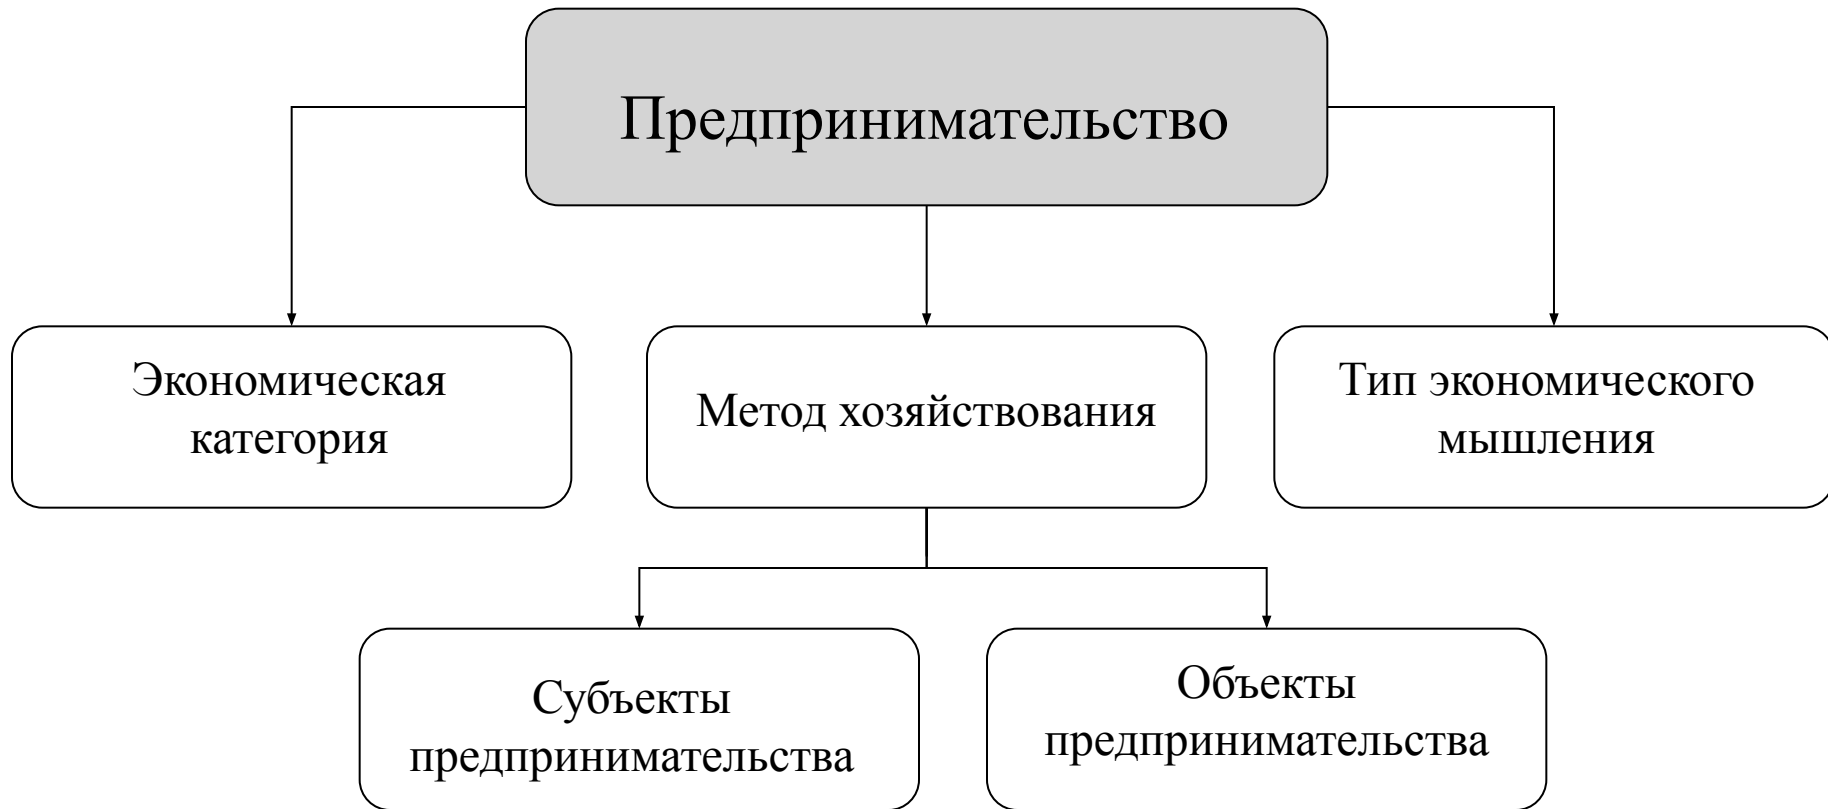 Предпринимательство
Экономическая
категория
Метод хозяйствования
Тип экономического
мышления
Субъекты
предпринимательства
Объекты
предпринимательства